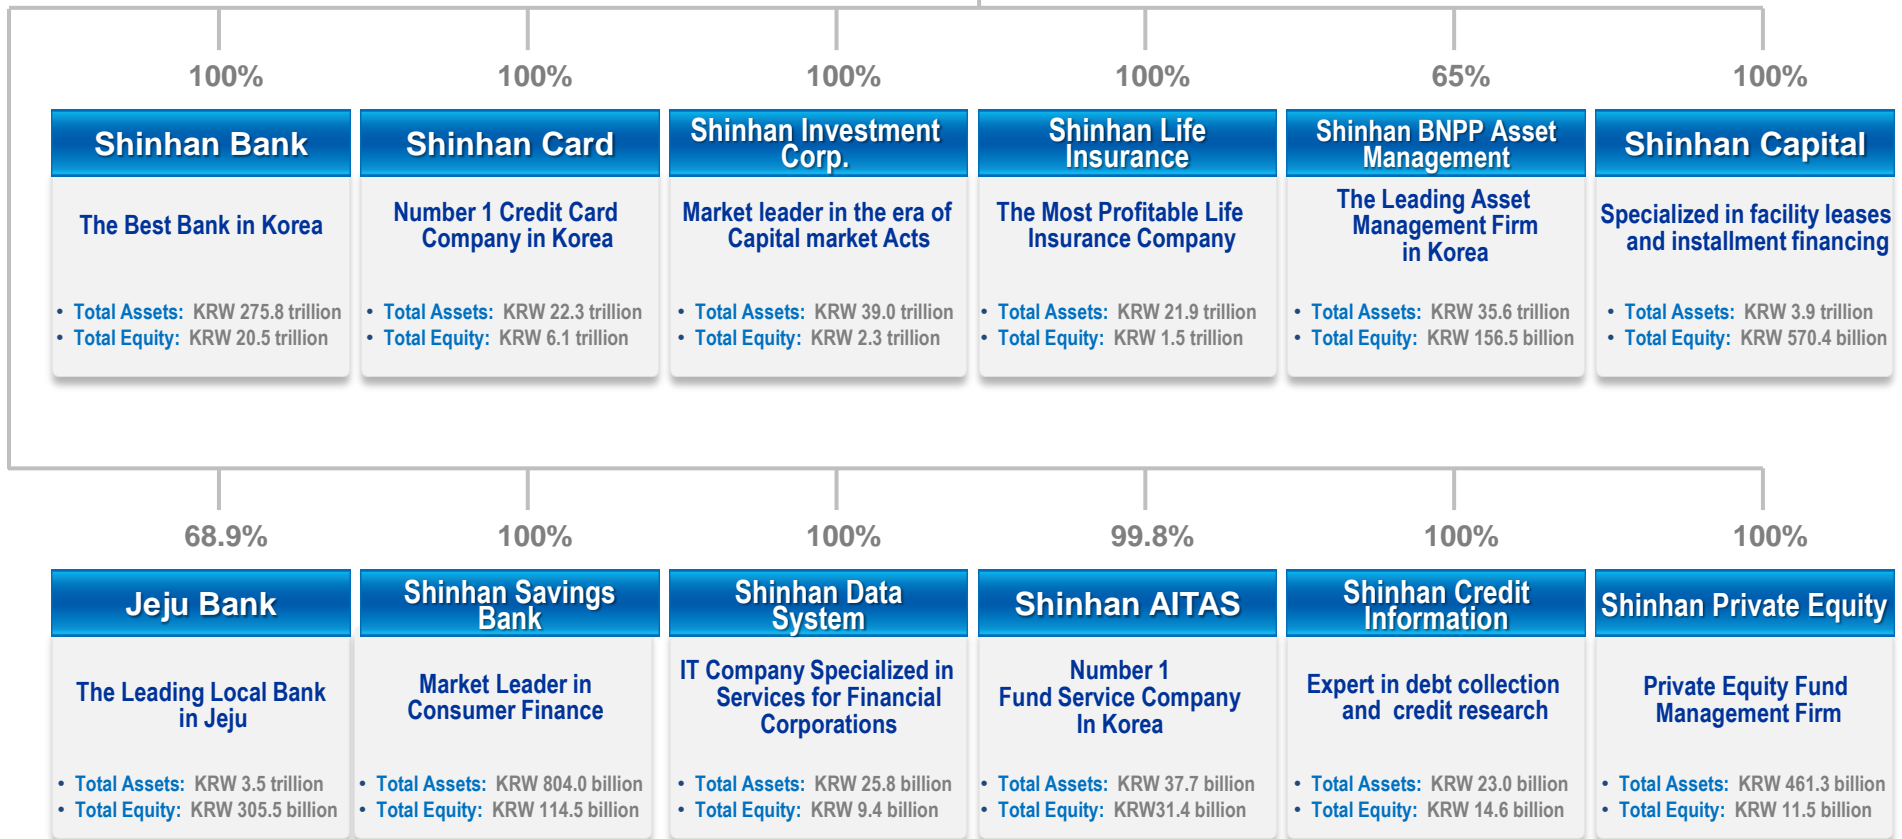 100%
100%
100%
100%
65%
100%
Shinhan Bank
The Best Bank in Korea
• Total Assets: KRW 275.8 trillion
• Total Equity: KRW 20.5 trillion
Shinhan Card
Number 1 Credit Card
Company in Korea
• Total Assets: KRW 22.3 trillion
• Total Equity: KRW 6.1 trillion
Shinhan Investment
Corp.
Market leader in the era of
Capital market Acts
• Total Assets: KRW 39.0 trillion
• Total Equity: KRW 2.3 trillion
Shinhan Life
Insurance
The Most Profitable Life
Insurance Company
• Total Assets: KRW 21.9 trillion
• Total Equity: KRW 1.5 trillion
Shinhan BNPP Asset
Management
The Leading Asset
Management Firm
in Korea
• Total Assets: KRW 35.6 trillion
• Total Equity: KRW 156.5 billion
Shinhan Capital
Specialized in facility leases
and installment financing
• Total Assets: KRW 3.9 trillion
• Total Equity: KRW 570.4 billion
68.9%
100%
100%
99.8%
100%
100%
Jeju Bank
The Leading Local Bank
in Jeju
• Total Assets: KRW 3.5 trillion
• Total Equity: KRW 305.5 billion
Shinhan Savings
Bank
Market Leader in
Consumer Finance
• Total Assets: KRW 804.0 billion
• Total Equity: KRW 114.5 billion
Shinhan Data
System
IT Company Specialized in
Services for Financial
Corporations
• Total Assets: KRW 25.8 billion
• Total Equity: KRW 9.4 billion
Shinhan AITAS
Number 1
Fund Service Company
In Korea
• Total Assets: KRW 37.7 billion
• Total Equity: KRW31.4 billion
Shinhan Credit
Information
Expert in debt collection
and credit research
• Total Assets: KRW 23.0 billion
• Total Equity: KRW 14.6 billion
Shinhan Private Equity
Private Equity Fund
Management Firm
• Total Assets: KRW 461.3 billion
• Total Equity: KRW 11.5 billion